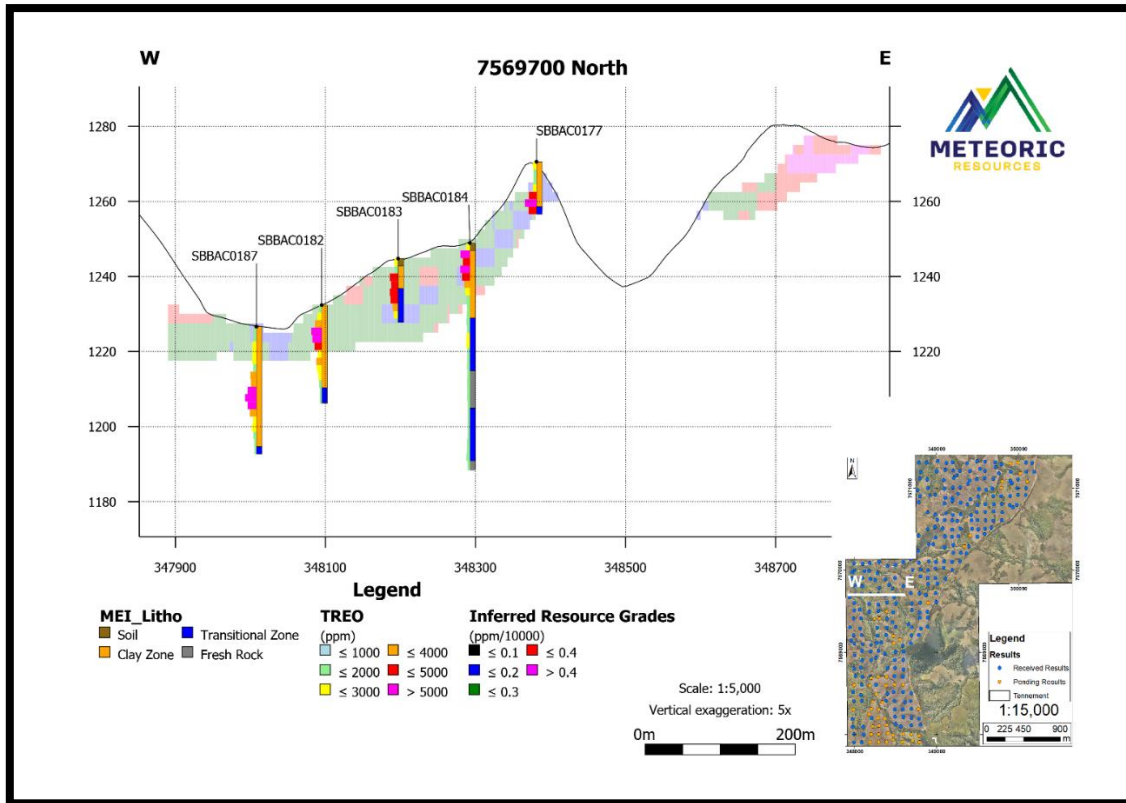 W
7569700 North
E
METEORIC
RESOURCES
1280
1260
1240
1220
1200
1180
1280
1260
1240
1220
SBBAC0177
SBBAC0184
SBBAC0183
SBBAC0182
SBBAC0187
347900
348100
348300
348500
348700
Legend
MEI_Litho
Soil
Transitional Zone
Clay Zone
Fresh Rock
TREO
(ppm)
≤ 1000
≤ 4000
≤ 2000
≤ 5000
≤ 3000
> 5000
Inferred Resource Grades
(ppm/10000)
≤ 0.1
≤ 0.4
≤ 0.2
> 0.4
≤ 0.3
Scale: 1:5,000
Vertical exaggeration: 5x
0m
200m
N
W
E
Legend
Results
Received Results
Pending Results
Tennement
1:15,000
0 225 450 900
m